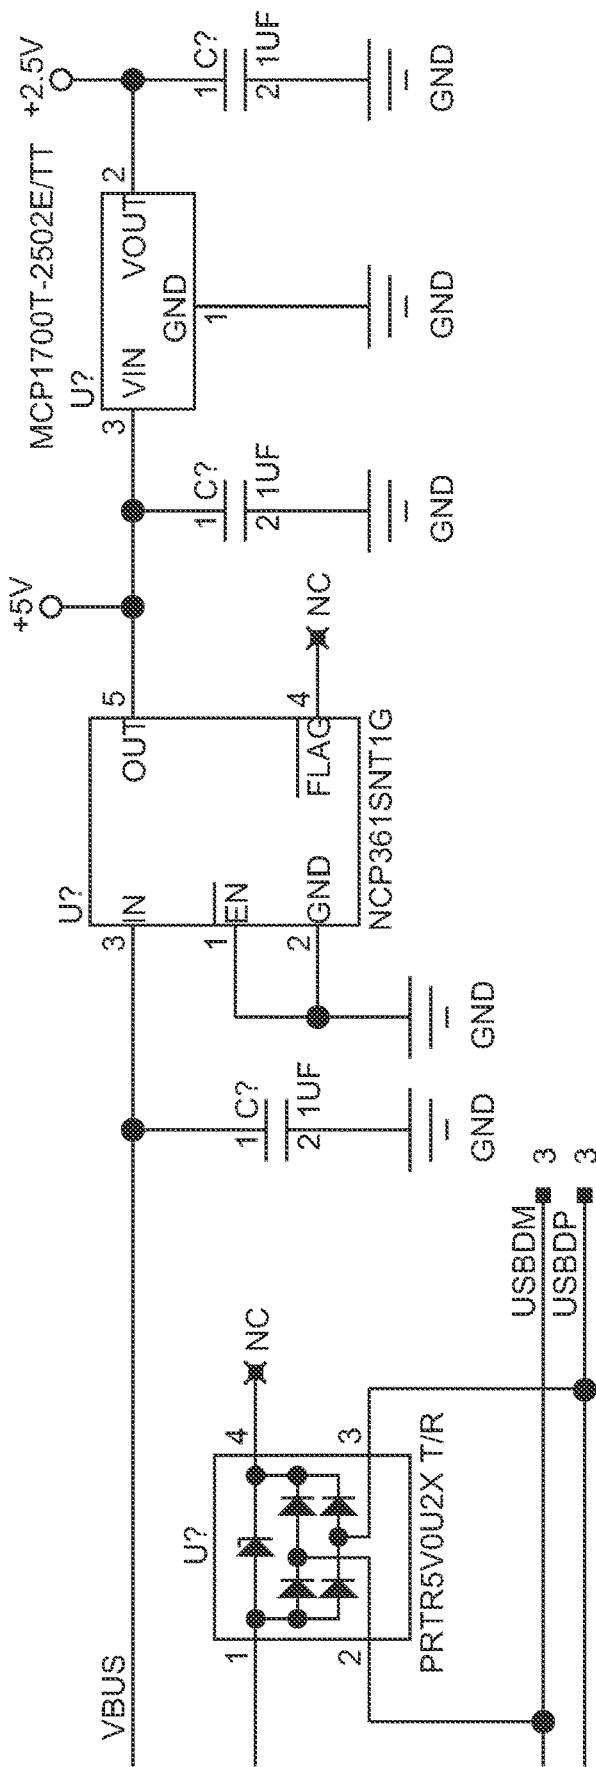 VBUS
U?
1
4
NC
2
3
PRTR5V0U2X T/R
USBDM
3
USBDP
3
C?
1
2
1UF
GND
GND
U?
3
IN
OUT
5
1
EN
2
GND
FLAG
4
NC
NCP361SNT1G
+5V
C?
1
2
1UF
GND
MCP1700T-2502E/TT
U?
3
VIN
VOUT
2
GND
1
GND
+2.5V
C?
1
2
1UF
GND